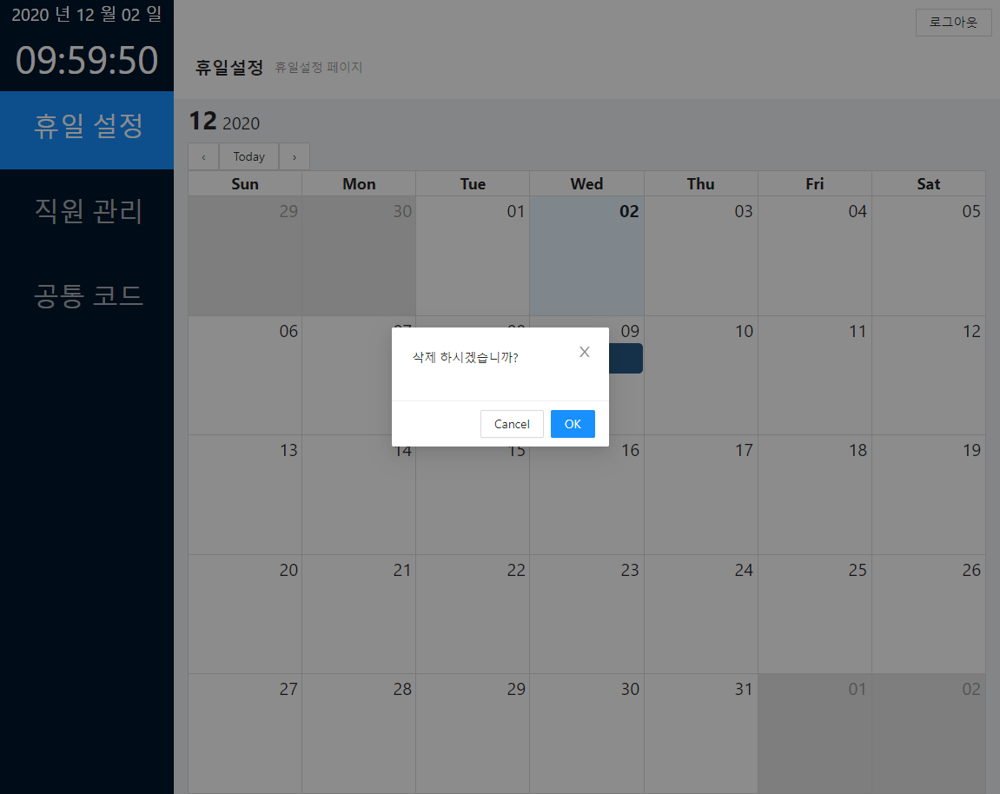 2020 년 12 월 02 일
09:59:50
휴일 설정
직원 관리
공통 코드
로그아웃
휴일설정 휴일설정 페이지
12 2020
‹ Today ›
Sun Mon Tue Wed Thu Fri Sat
29 30 01 02 03 04 05
06 07 08 09 10 11 12
삭제 하시겠습니까? X
Cancel OK
13 14 15 16 17 18 19
20 21 22 23 24 25 26
27 28 29 30 31 01 02